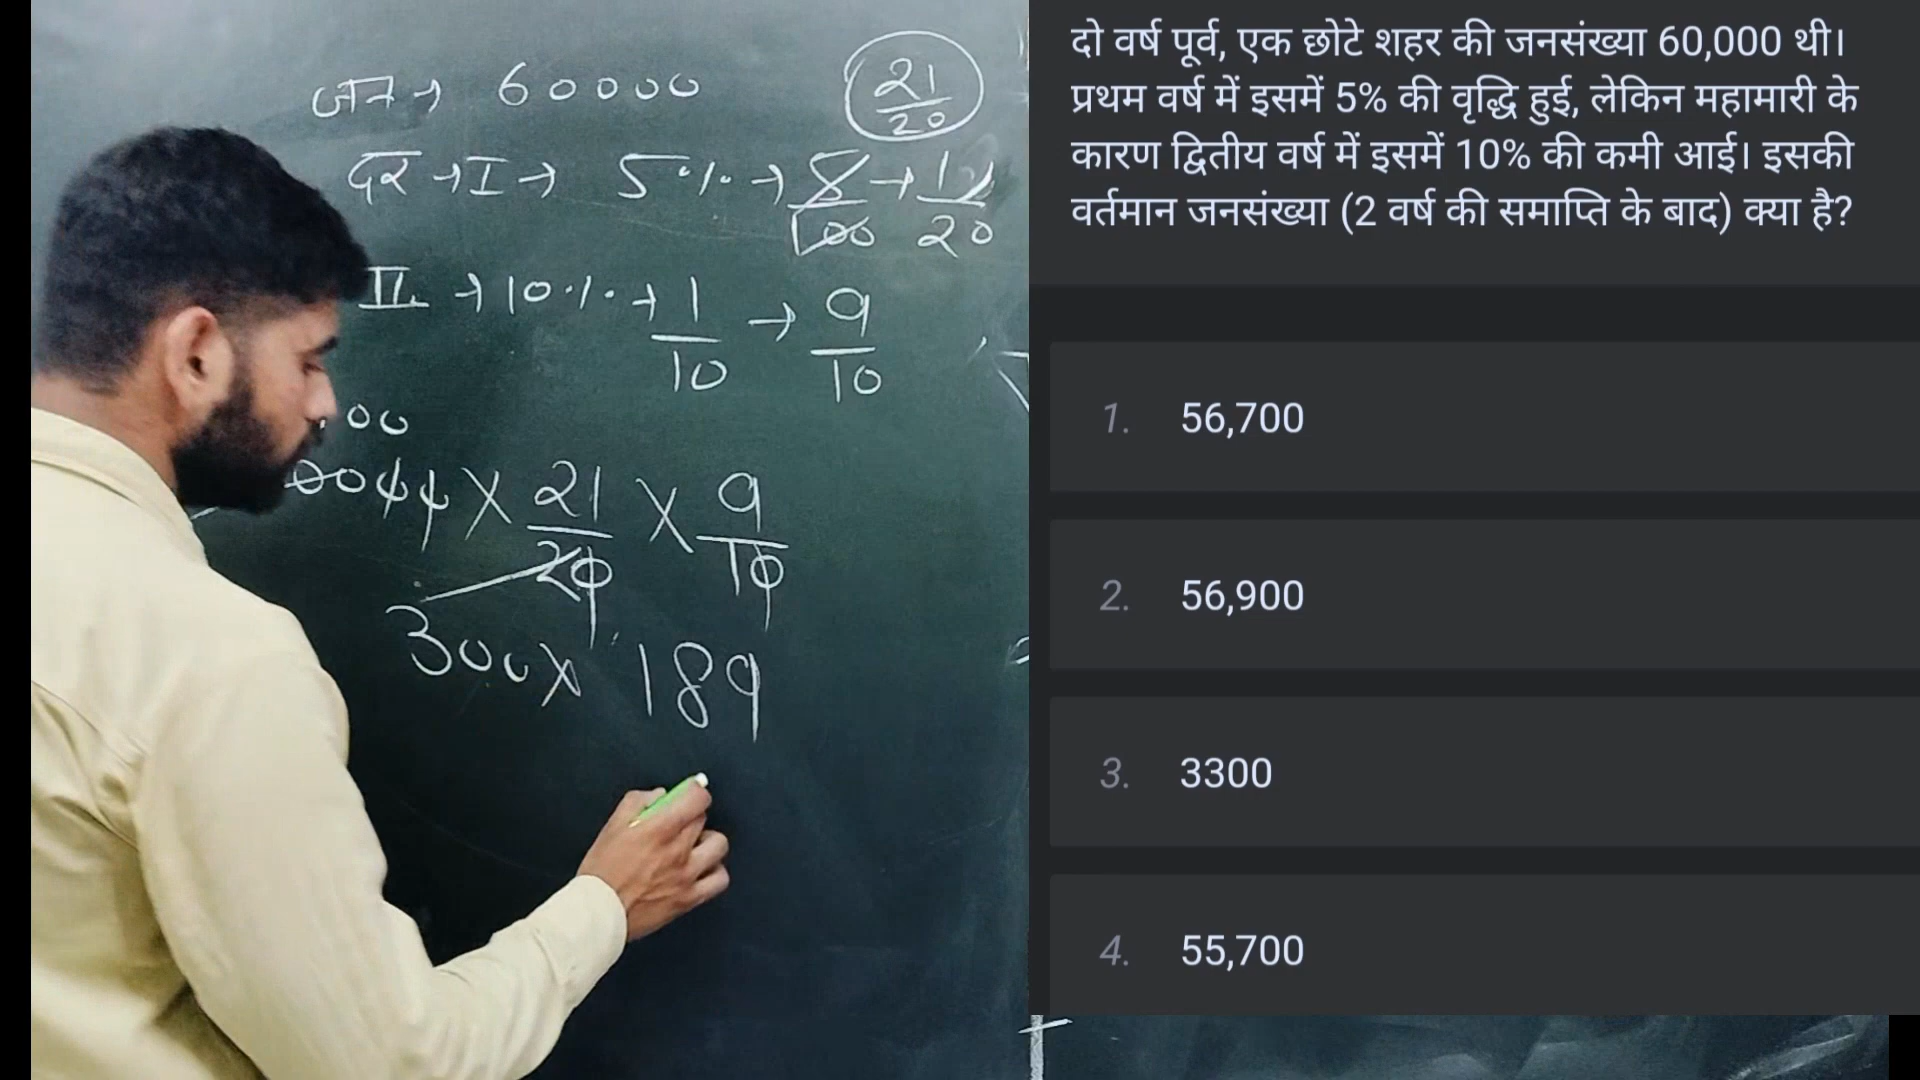 जन → 60000
21
20
दर → I → 5% → 5 → 1
100 20
II. → 10% → 1 → 9
10 10
00
000 × 21 × 9
20 10
300 × 189
दो वर्ष पूर्व, एक छोटे शहर की जनसंख्या 60,000 थी।
प्रथम वर्ष में इसमें 5% की वृद्धि हुई, लेकिन महामारी के
कारण द्वितीय वर्ष में इसमें 10% की कमी आई। इसकी
वर्तमान जनसंख्या (2 वर्ष की समाप्ति के बाद) क्या है?
1. 56,700
2. 56,900
3. 3300
4. 55,700